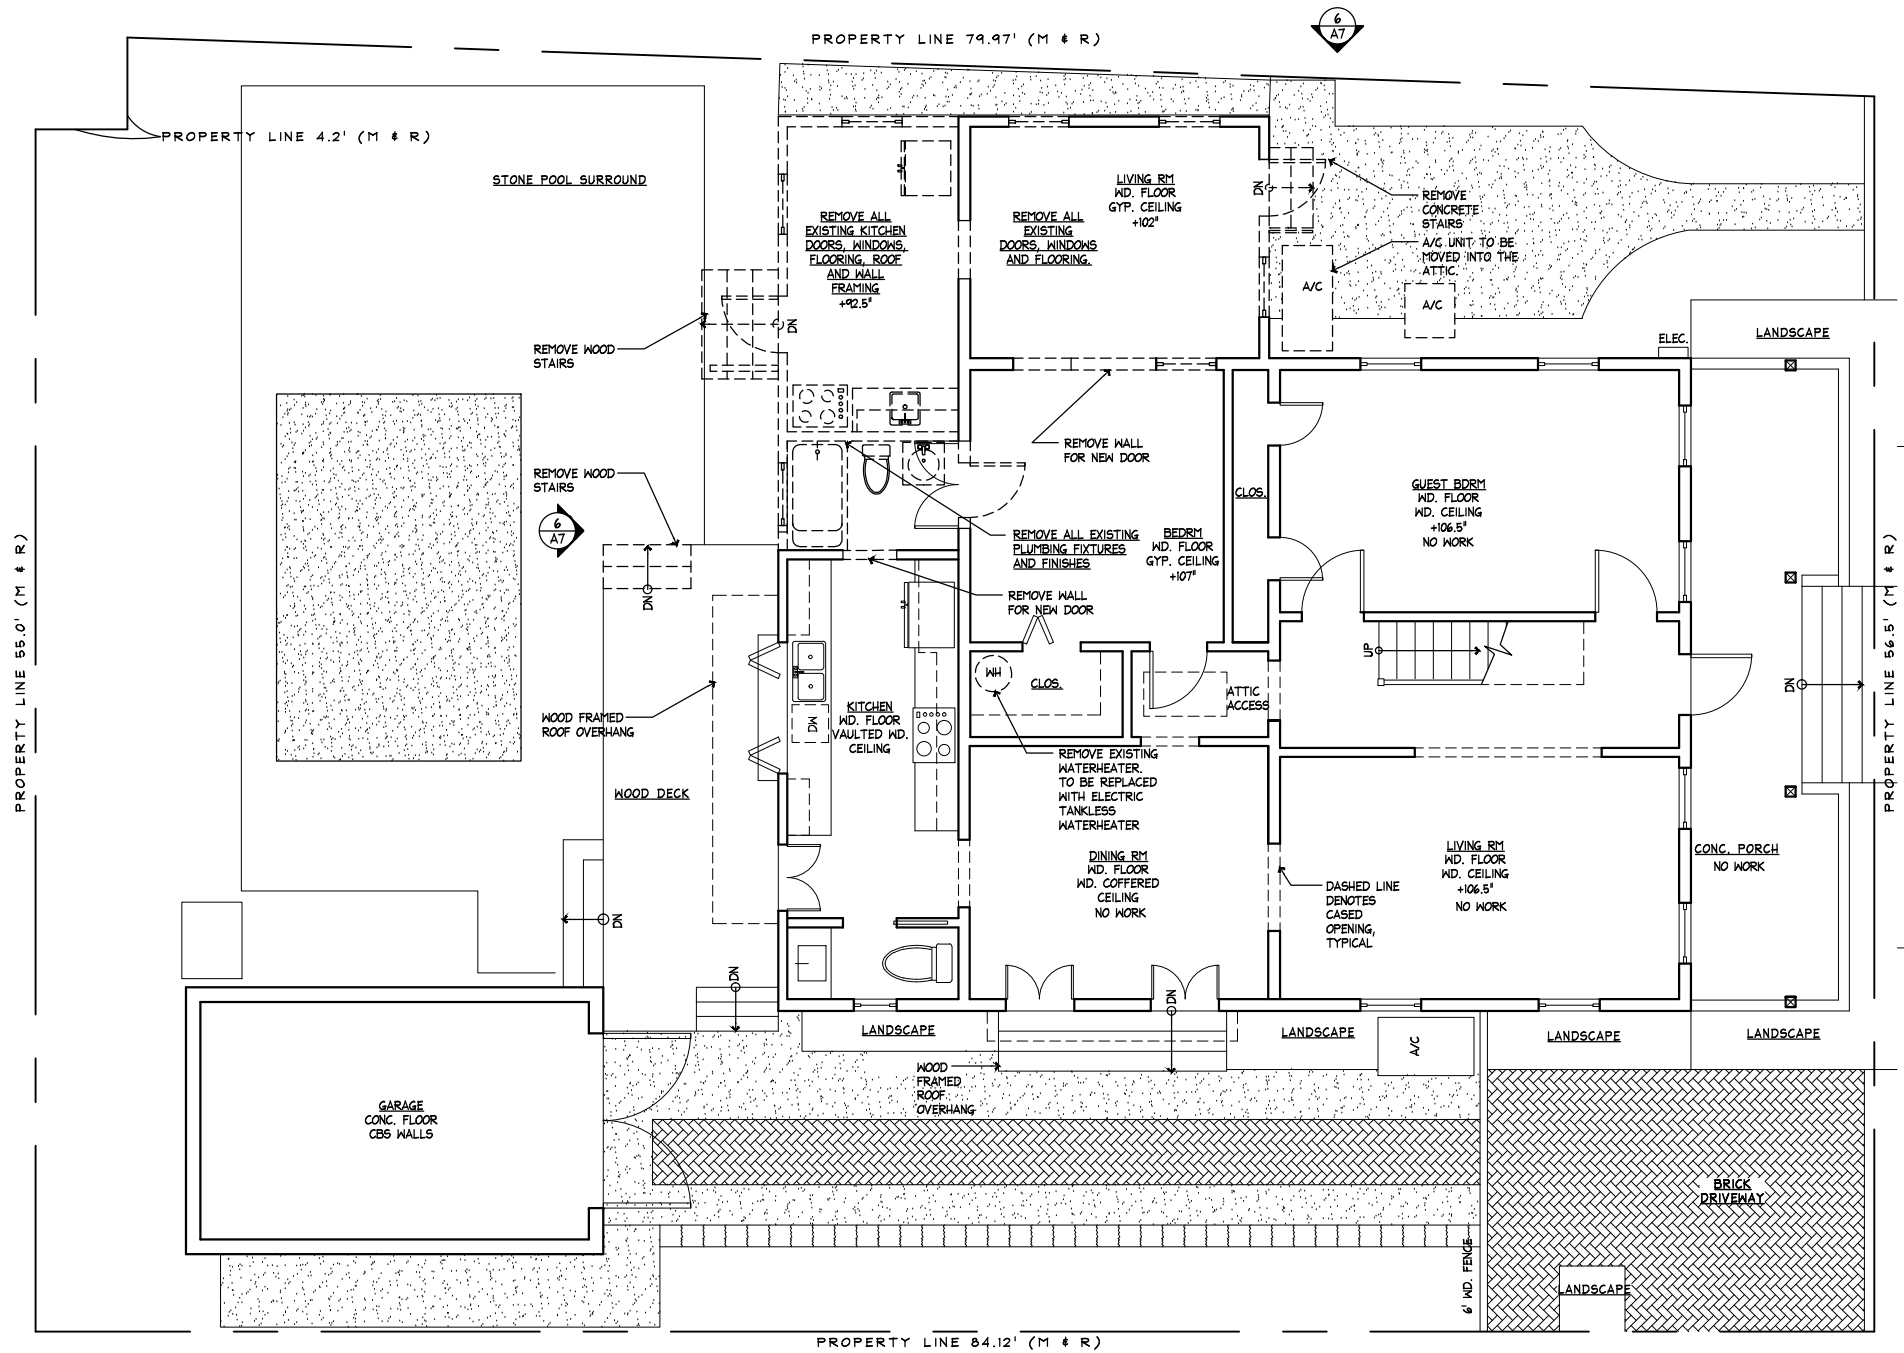 6
A7
PROPERTY LINE 79.97' (M & R)
PROPERTY LINE 4.2' (M & R)
STONE POOL SURROUND
REMOVE ALL
EXISTING KITCHEN
DOORS, WINDOWS,
FLOORING, ROOF
AND WALL
FRAMING
+92.5"
REMOVE ALL
EXISTING
DOORS, WINDOWS
AND FLOORING.
LIVING RM
WD. FLOOR
GYP. CEILING
+102"
DN
REMOVE
CONCRETE
STAIRS
A/C UNIT TO BE
MOVED INTO THE
ATTIC.
A/C
A/C
ELEC.
LANDSCAPE
DN
REMOVE WOOD
STAIRS
REMOVE WALL
FOR NEW DOOR
REMOVE WOOD
STAIRS
6
A7
CLOS.
GUEST BDRM
WD. FLOOR
WD. CEILING
+106.5"
NO WORK
REMOVE ALL EXISTING
PLUMBING FIXTURES
AND FINISHES
BEDRM
WD. FLOOR
GYP. CEILING
+107"
DN
REMOVE WALL
FOR NEW DOOR
PROPERTY LINE 55.0' (M & R)
PROPERTY LINE 56.5' (M & R)
UP
WH
CLOS.
ATTIC
ACCESS
DN
WOOD FRAMED
ROOF OVERHANG
KITCHEN
WD. FLOOR
VAULTED WD.
CEILING
DW
REMOVE EXISTING
WATERHEATER.
TO BE REPLACED
WITH ELECTRIC
TANKLESS
WATERHEATER
WOOD DECK
DINING RM
WD. FLOOR
WD. COFFERED
CEILING
NO WORK
LIVING RM
WD. FLOOR
WD. CEILING
+106.5"
NO WORK
CONC. PORCH
NO WORK
DASHED LINE
DENOTES
CASED
OPENING,
TYPICAL
DN
DN
DN
LANDSCAPE
LANDSCAPE
A/C
LANDSCAPE
LANDSCAPE
WOOD
FRAMED
ROOF
OVERHANG
GARAGE
CONC. FLOOR
CBS WALLS
BRICK
DRIVEWAY
6' WD. FENCE
LANDSCAPE
PROPERTY LINE 84.12' (M & R)